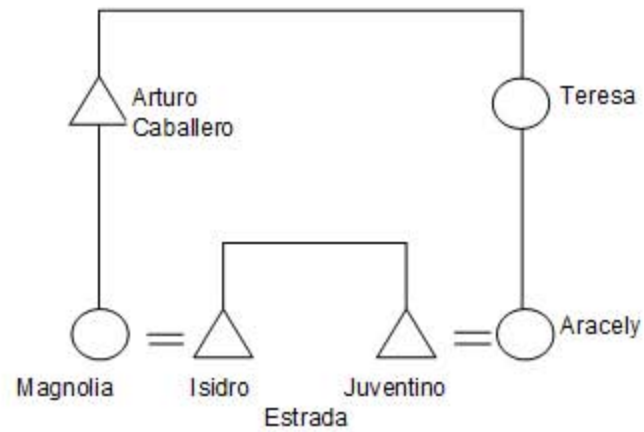 Arturo
Caballero
Teresa
Aracely
Magnolia
Isidro
Juventino
Estrada